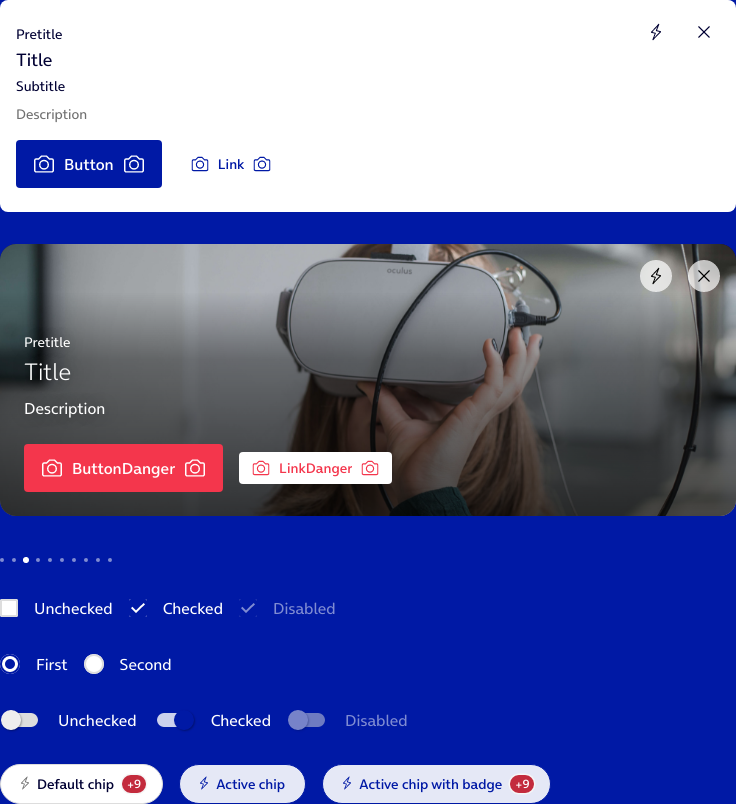 Pretitle
Title
Subtitle
Description
Button
Link
oculus
Pretitle
Title
Description
ButtonDanger
LinkDanger
Unchecked Checked Disabled
First Second
Unchecked Checked Disabled
Default chip +9 Active chip Active chip with badge +9